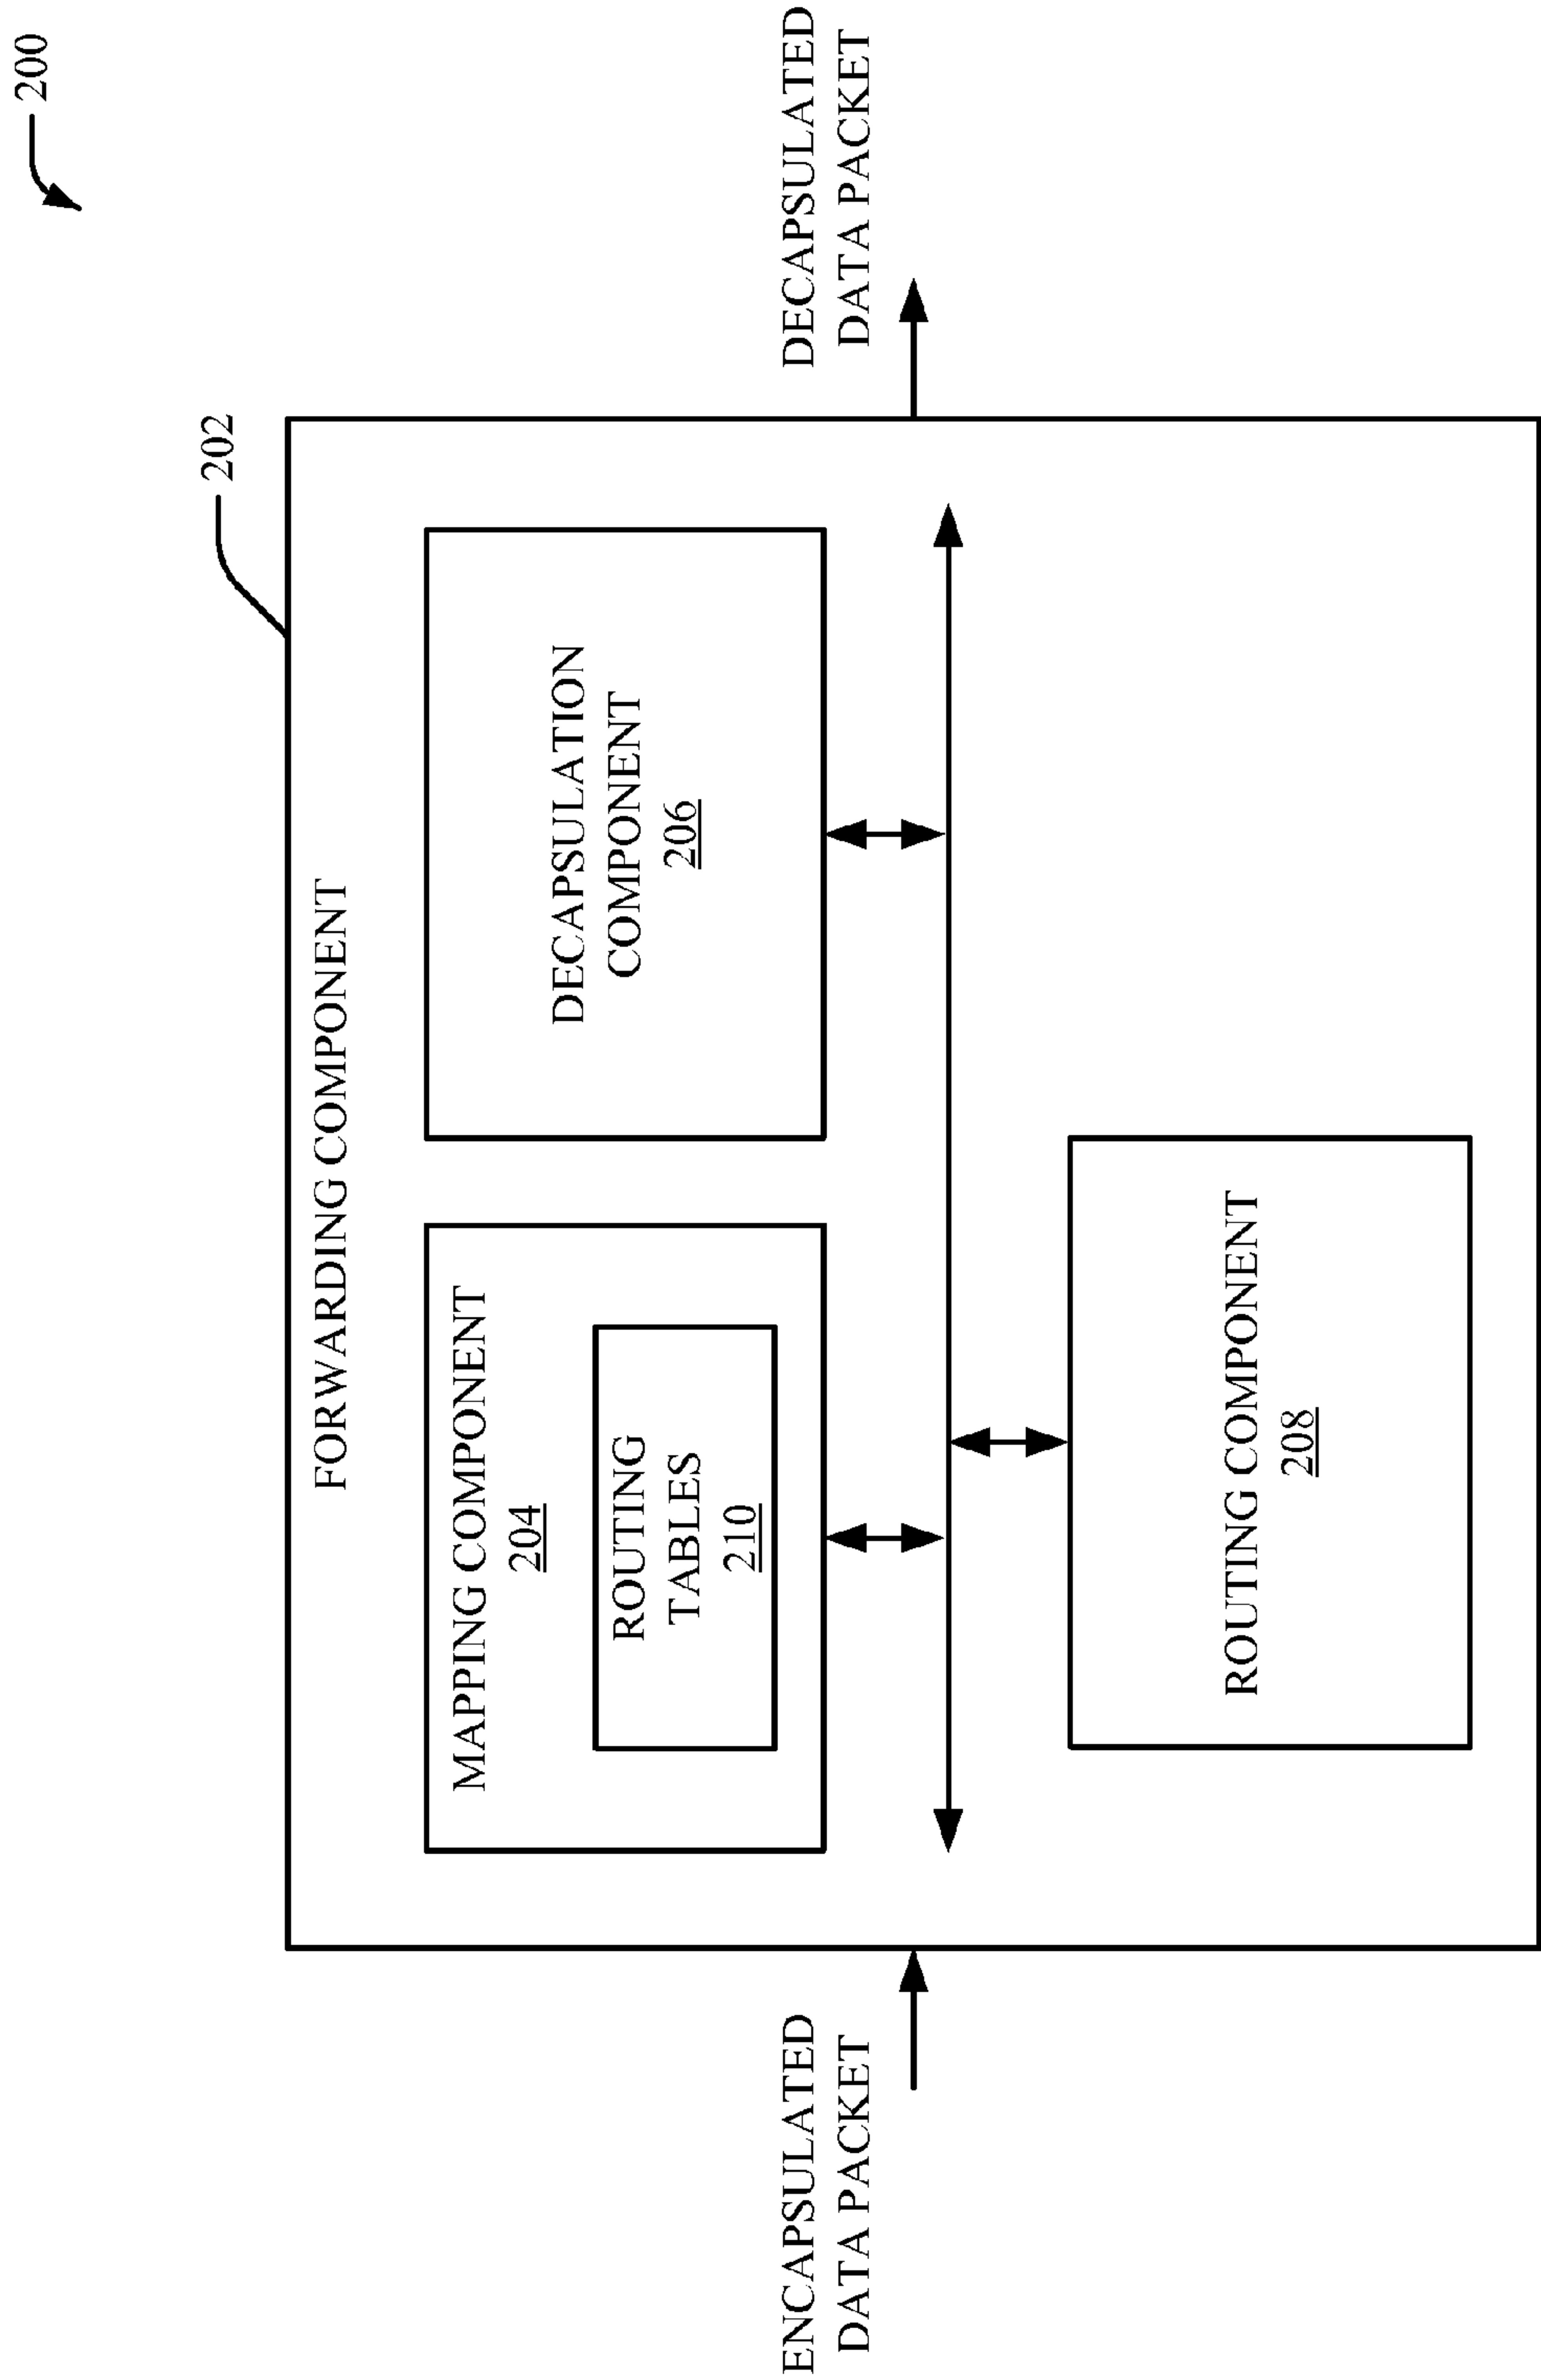 200
202
FORWARDING COMPONENT
MAPPING COMPONENT
204
ROUTING
TABLES
210
DECAPSULATION
COMPONENT
206
ENCAPSULATED
DATA PACKET
DECAPSULATED
DATA PACKET
ROUTING COMPONENT
208